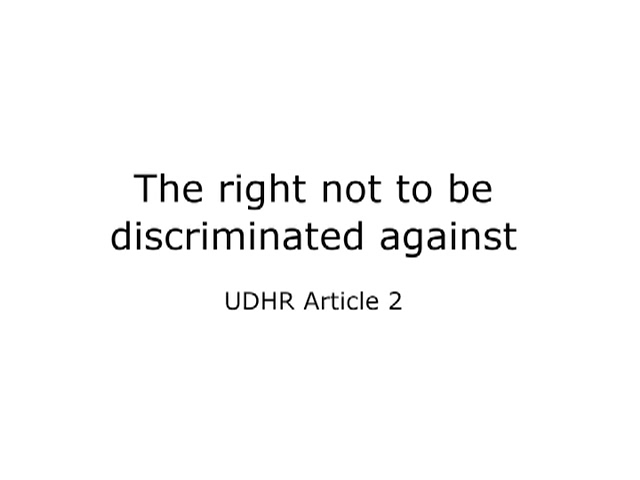 The right not to be
discriminated against
UDHR Article 2